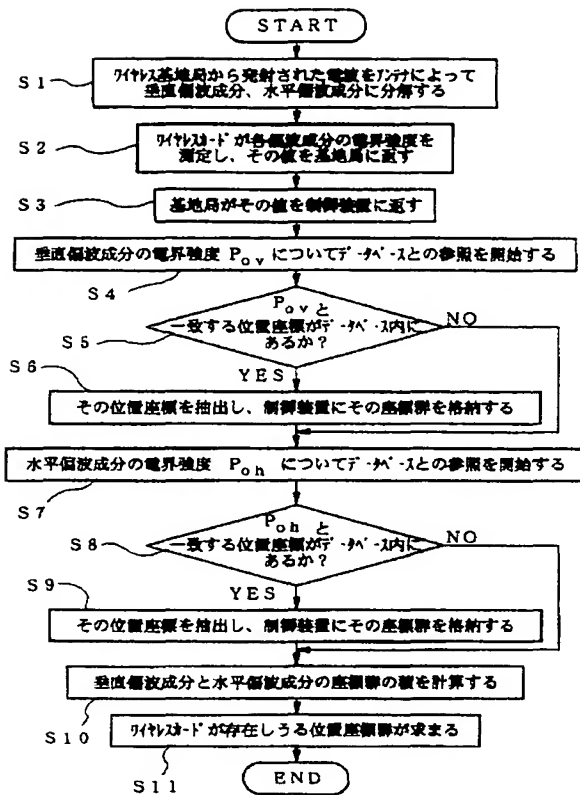 START
S1
ワイヤレス基地局から発射された電波をアンテナによって
垂直偏波成分、水平偏波成分に分解する
S2
ワイヤレスカードが各偏波成分の電界強度を
測定し、その値を基地局に返す
S3
基地局がその値を制御装置に返す
垂直偏波成分の電界強度 Pov についてデータベースとの参照を開始する
S4
Pov と
一致する位置座標がデータベース内に
あるか？
NO
S5
YES
S6
その位置座標を抽出し、制御装置にその座標群を格納する
水平偏波成分の電界強度 Poh についてデータベースとの参照を開始する
S7
Poh と
一致する位置座標がデータベース内に
あるか？
NO
S8
YES
S9
その位置座標を抽出し、制御装置にその座標群を格納する
垂直偏波成分と水平偏波成分の座標群の積を計算する
S10
ワイヤレスカードが存在しうる位置座標群が求まる
S11
END